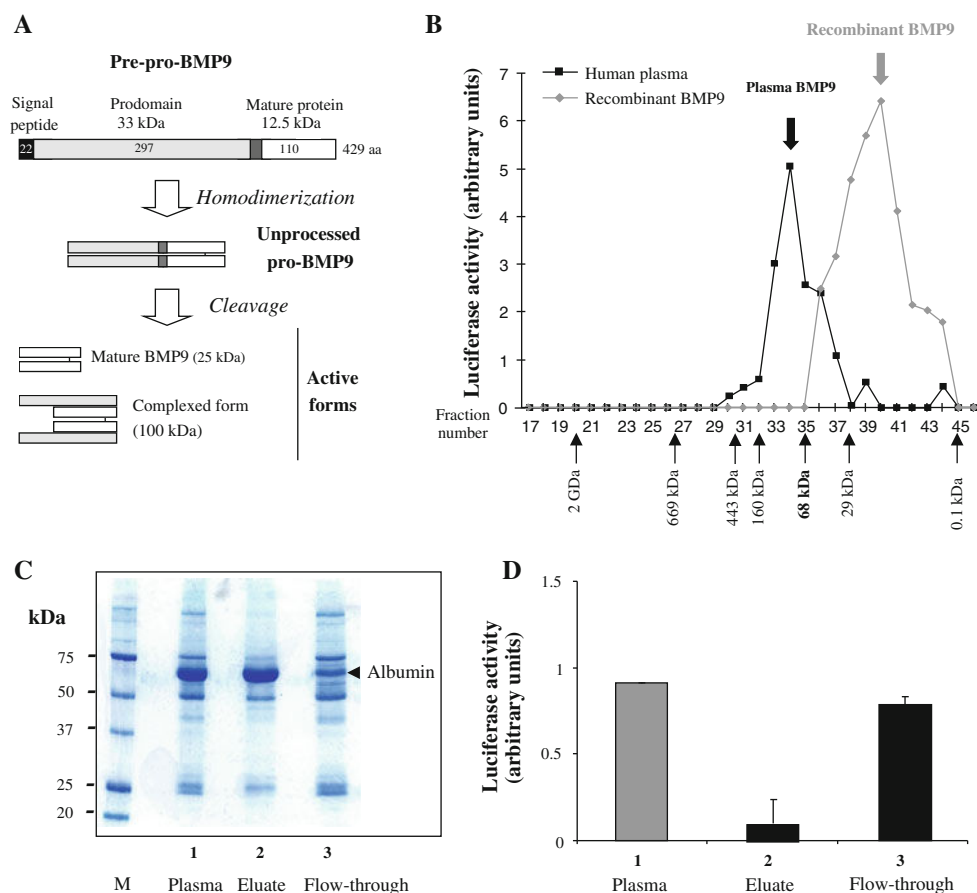 A
Pre-pro-BMP9
Signal peptide
Prodomain
33 kDa
Mature protein
12.5 kDa
22
297
110
429 aa
Homodimerization
Unprocessed
pro-BMP9
Cleavage
Mature BMP9 (25 kDa)
Complexed form
(100 kDa)
Active
forms
B
Recombinant BMP9
Human plasma
Recombinant BMP9
Plasma BMP9
Luciferase activity (arbitrary units)
7
6
5
4
3
2
1
0
Fraction
number
17 19 21 23 25 27 29 31 33 35 37 39 41 43 45
2 GDa
669 kDa
443 kDa
160 kDa
68 kDa
29 kDa
0.1 kDa
C
kDa
75
50
37
25
20
Albumin
1 2 3
M Plasma Eluate Flow-through
D
Luciferase activity
(arbitrary units)
1.5
1
0.5
0
1 2 3
Plasma Eluate Flow-through